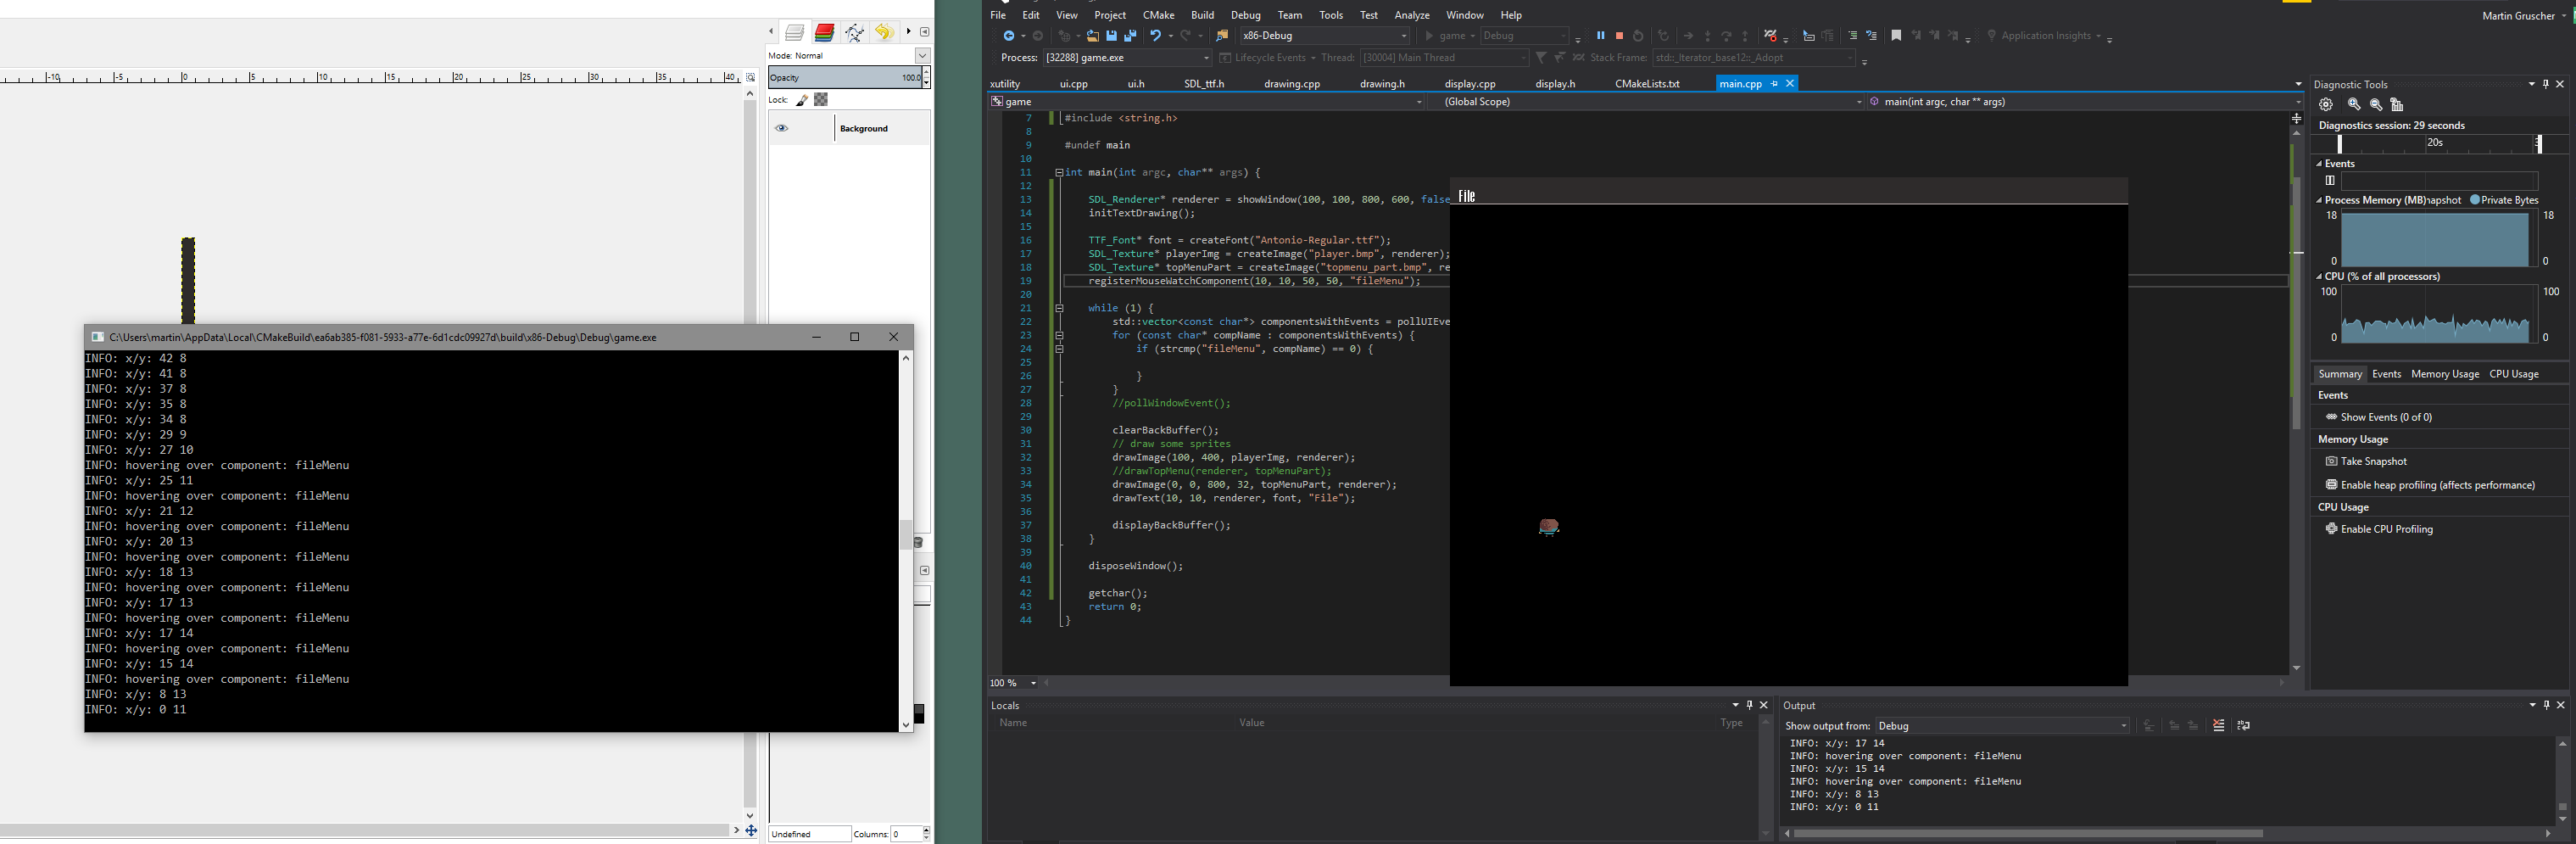 -10 -5 0 5 10 15 20 25 30 35 40
Mode: Normal
Opacity 100.0
Lock:
Background
C:\Users\martin\AppData\Local\CMakeBuild\ea6ab385-f081-5933-a77e-6d1cdc09927d\build\x86-Debug\Debug\game.exe
INFO: x/y: 42 8
INFO: x/y: 41 8
INFO: x/y: 37 8
INFO: x/y: 35 8
INFO: x/y: 34 8
INFO: x/y: 29 9
INFO: x/y: 27 10
INFO: hovering over component: fileMenu
INFO: x/y: 25 11
INFO: hovering over component: fileMenu
INFO: x/y: 21 12
INFO: hovering over component: fileMenu
INFO: x/y: 20 13
INFO: hovering over component: fileMenu
INFO: x/y: 18 13
INFO: hovering over component: fileMenu
INFO: x/y: 17 13
INFO: hovering over component: fileMenu
INFO: x/y: 17 14
INFO: hovering over component: fileMenu
INFO: x/y: 15 14
INFO: hovering over component: fileMenu
INFO: x/y: 8 13
INFO: x/y: 0 11
Undefined Columns: 0
File Edit View Project CMake Build Debug Team Tools Test Analyze Window Help
Martin Gruscher
x86-Debug game Debug Application Insights
Process: [32288] game.exe Lifecycle Events Thread: [30004] Main Thread Stack Frame: std::_Iterator_base12::_Adopt
xutility ui.cpp ui.h SDL_ttf.h drawing.cpp drawing.h display.cpp display.h CMakeLists.txt main.cpp
game (Global Scope) main(int argc, char ** args)
7 #include <string.h>
8
9 #undef main
10
11 int main(int argc, char** args) {
12
13 SDL_Renderer* renderer = showWindow(100, 100, 800, 600, false
14 initTextDrawing();
15
16 TTF_Font* font = createFont("Antonio-Regular.ttf");
17 SDL_Texture* playerImg = createImage("player.bmp", renderer);
18 SDL_Texture* topMenuPart = createImage("topmenu_part.bmp", re
19 registerMouseWatchComponent(10, 10, 50, 50, "fileMenu");
20
21 while (1) {
22 std::vector<const char*> componentsWithEvents = pollUIEve
23 for (const char* compName : componentsWithEvents) {
24 if (strcmp("fileMenu", compName) == 0) {
25
26 }
27 }
28 //pollWindowEvent();
29
30 clearBackBuffer();
31 // draw some sprites
32 drawImage(100, 400, playerImg, renderer);
33 //drawTopMenu(renderer, topMenuPart);
34 drawImage(0, 0, 800, 32, topMenuPart, renderer);
35 drawText(10, 10, renderer, font, "File");
36
37 displayBackBuffer();
38 }
39
40 disposeWindow();
41
42 getchar();
43 return 0;
44 }
100 %
File
Locals
Name Value Type
Output
Show output from: Debug
INFO: x/y: 17 14
INFO: hovering over component: fileMenu
INFO: x/y: 15 14
INFO: hovering over component: fileMenu
INFO: x/y: 8 13
INFO: x/y: 0 11
Diagnostic Tools
Diagnostics session: 29 seconds
20s
Events
Process Memory (MB) napshot Private Bytes
18 18
0 0
CPU (% of all processors)
100 100
0 0
Summary Events Memory Usage CPU Usage
Events
Show Events (0 of 0)
Memory Usage
Take Snapshot
Enable heap profiling (affects performance)
CPU Usage
Enable CPU Profiling